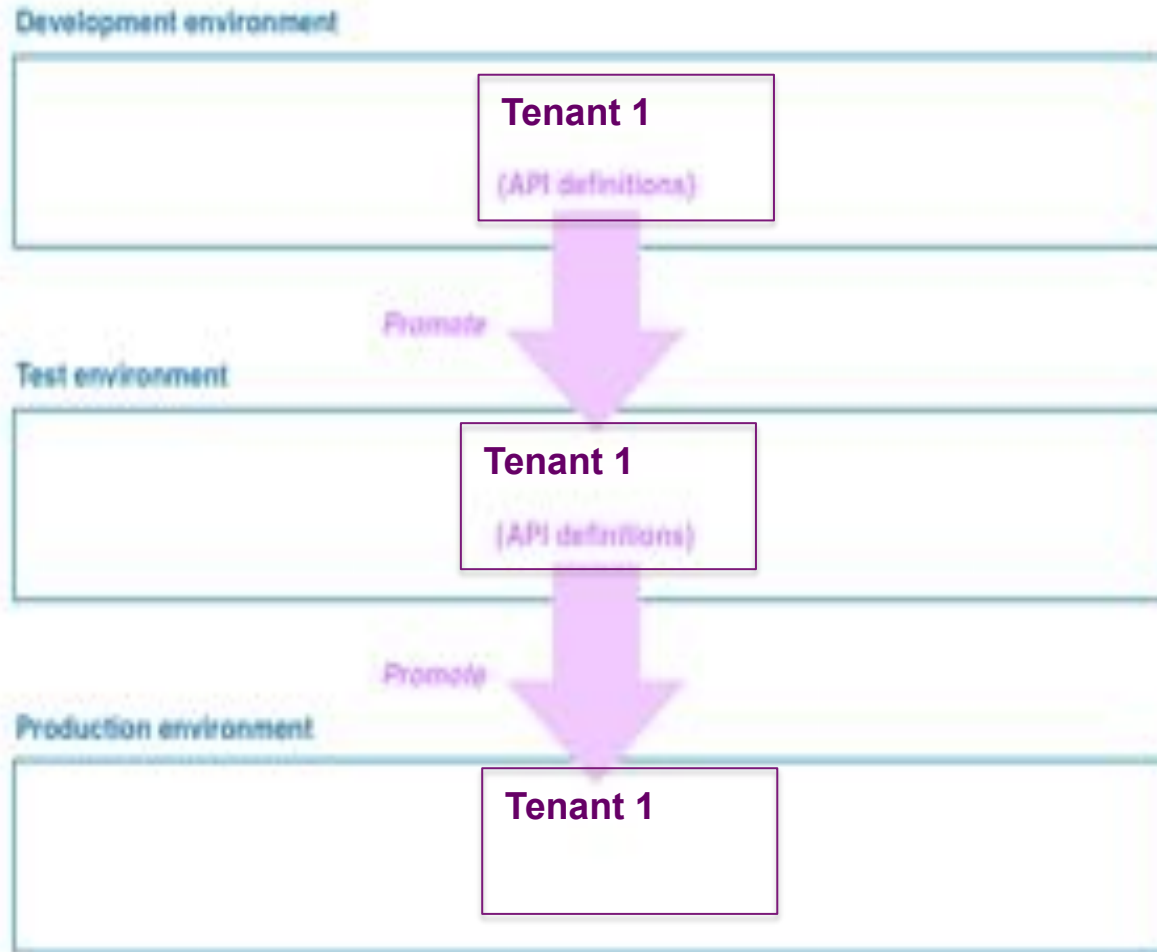 Development environment
Tenant 1
(API definitions)
Promote
Test environment
Tenant 1
(API definitions)
Promote
Production environment
Tenant 1